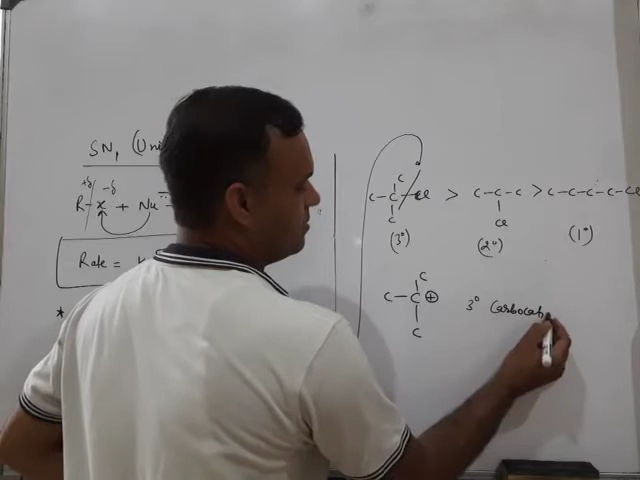 SN₁ (Uni
+δ -δ
R-x + Nu⁻
Rate =
*
C
C-C-Cl > C-C-C > C-C-C-C-Cl
C Cl
(3°) (2°) (1°)
C
C-C⊕ 3° Carbocat
C